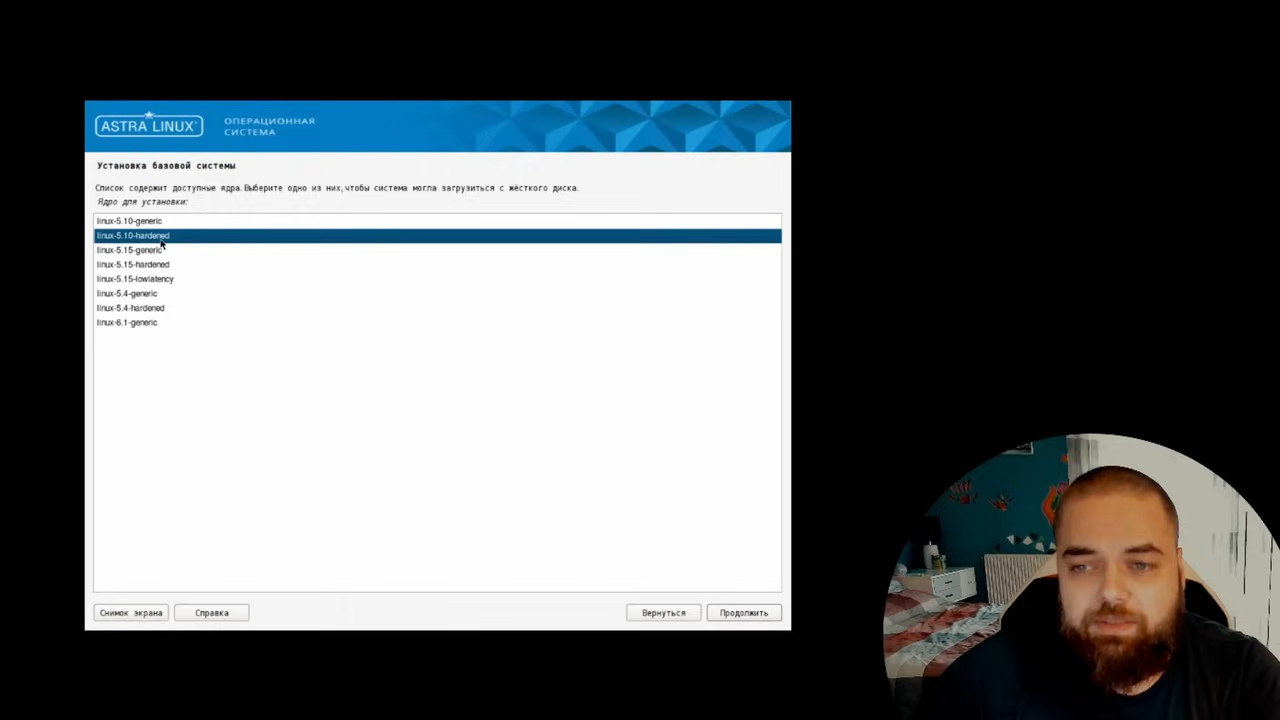 ASTRA LINUX
ОПЕРАЦИОННАЯ
СИСТЕМА
Установка базовой системы
Список содержит доступные ядра. Выберите одно из них, чтобы система могла загрузиться с жёсткого диска.
Ядро для установки:
linux-5.10-generic
linux-5.10-hardened
linux-5.15-generic
linux-5.15-hardened
linux-5.15-lowlatency
linux-5.4-generic
linux-5.4-hardened
linux-6.1-generic
Снимок экрана
Справка
Вернуться
Продолжить